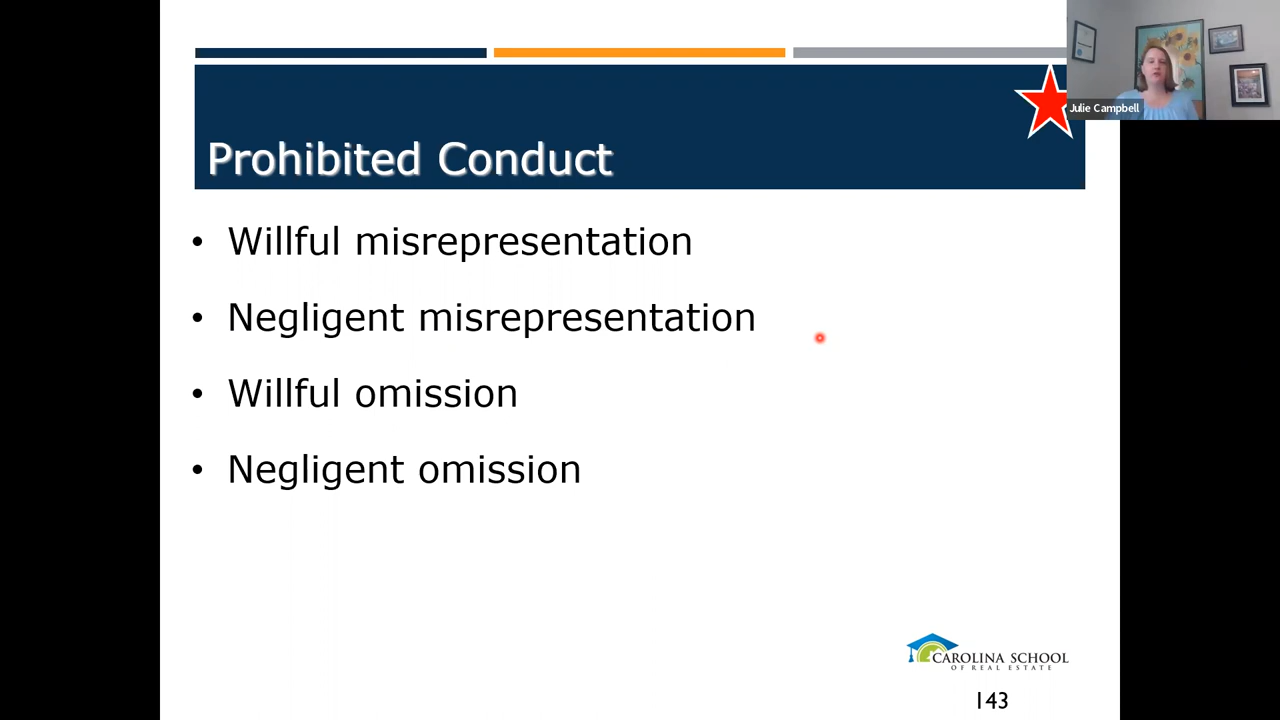 Julie Campbell
Prohibited Conduct
• Willful misrepresentation
• Negligent misrepresentation
• Willful omission
• Negligent omission
CAROLINA SCHOOL
OF REAL ESTATE
143